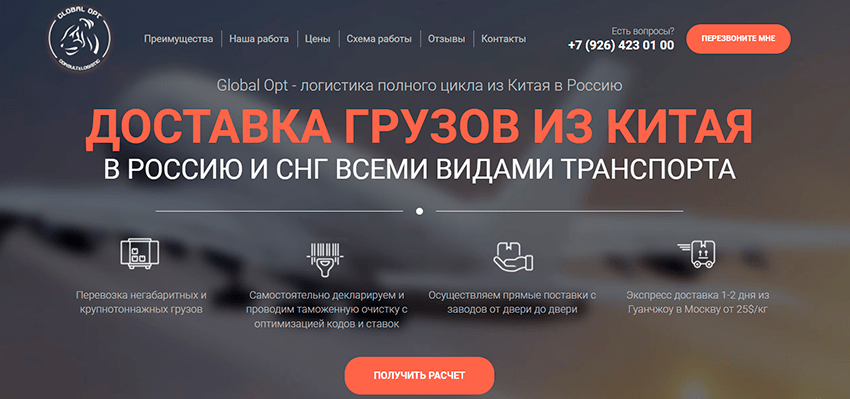 GLOBAL OPT
CONSULT & LOGISTIC
Преимущества
Наша работа
Цены
Схема работы
Отзывы
Контакты
Есть вопросы?
+7 (926) 423 01 00
ПЕРЕЗВОНИТЕ МНЕ
Global Opt - логистика полного цикла из Китая в Россию
ДОСТАВКА ГРУЗОВ ИЗ КИТАЯ
В РОССИЮ И СНГ ВСЕМИ ВИДАМИ ТРАНСПОРТА
Перевозка негабаритных и
крупнотоннажных грузов
Самостоятельно декларируем и
проводим таможенную очистку с
оптимизацией кодов и ставок
Осуществляем прямые поставки с
заводов от двери до двери
Экспресс доставка 1-2 дня из
Гуанчжоу в Москву от 25$/кг
ПОЛУЧИТЬ РАСЧЕТ